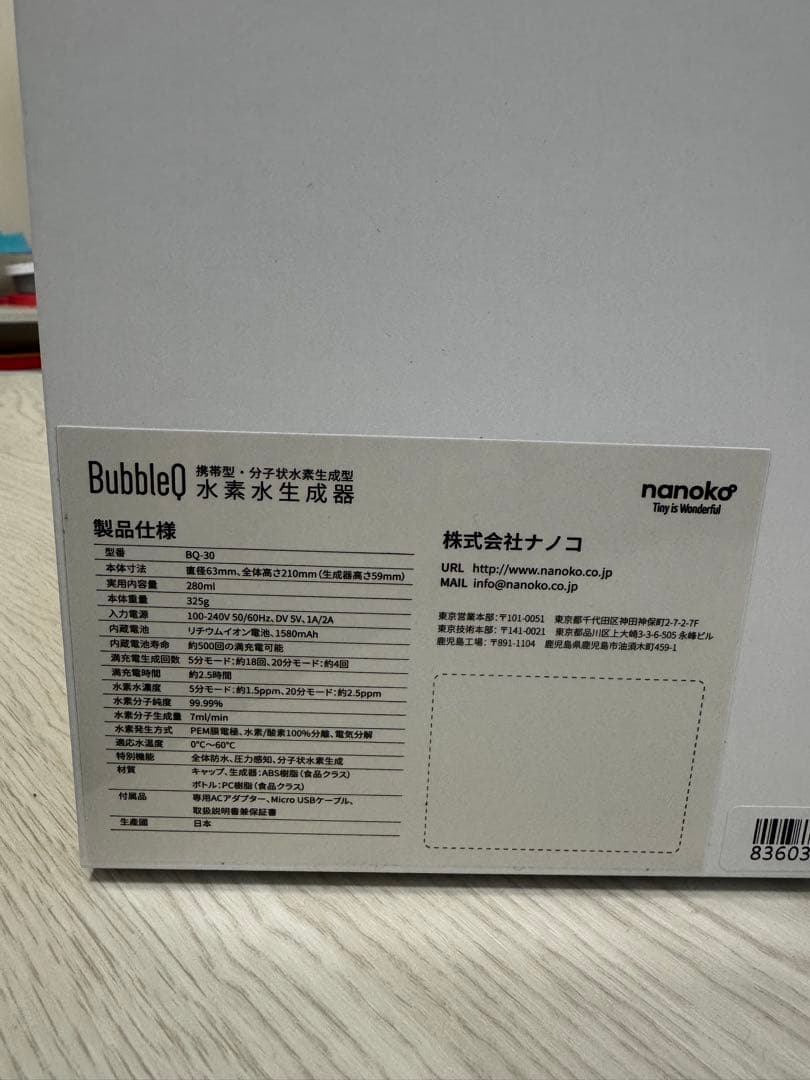 BubbleQ 携帯型・分子状水素生成型
水素水生成器
製品仕様
型番 BQ-30
本体寸法 直径63mm、全体高さ210mm(生成器高さ59mm)
実用内容量 280ml
本体重量 325g
入力電源 100-240V 50/60Hz、DV 5V、1A/2A
内蔵電池 リチウムイオン電池、1580mAh
内蔵電池寿命 約500回の満充電可能
満充電生成回数 5分モード:約18回、20分モード:約4回
満充電時間 約2.5時間
水素水濃度 5分モード:約1.5ppm、20分モード:約2.5ppm
水素分子純度 99.99%
水素分子生成量 7ml/min
水素発生方式 PEM膜電極、水素/酸素100%分離、電気分解
適応水温度 0℃〜60℃
特別機能 全体防水、圧力感知、分子状水素生成
材質 キャップ、生成器:ABS樹脂(食品クラス)
ボトル:PC樹脂(食品クラス)
付属品 専用ACアダプター、Micro USBケーブル、
取扱説明書兼保証書
生産國 日本
nanoko
Tiny is Wonderful
株式会社ナノコ
URL http://www.nanoko.co.jp
MAIL info@nanoko.co.jp
東京営業本部:〒101-0051 東京都千代田区神田神保町2-7-2-7F
東京技術本部:〒141-0021 東京都品川区上大崎3-3-6-505 永峰ビル
鹿児島工場:〒891-1104 鹿児島県鹿児島市油須木町459-1
83603